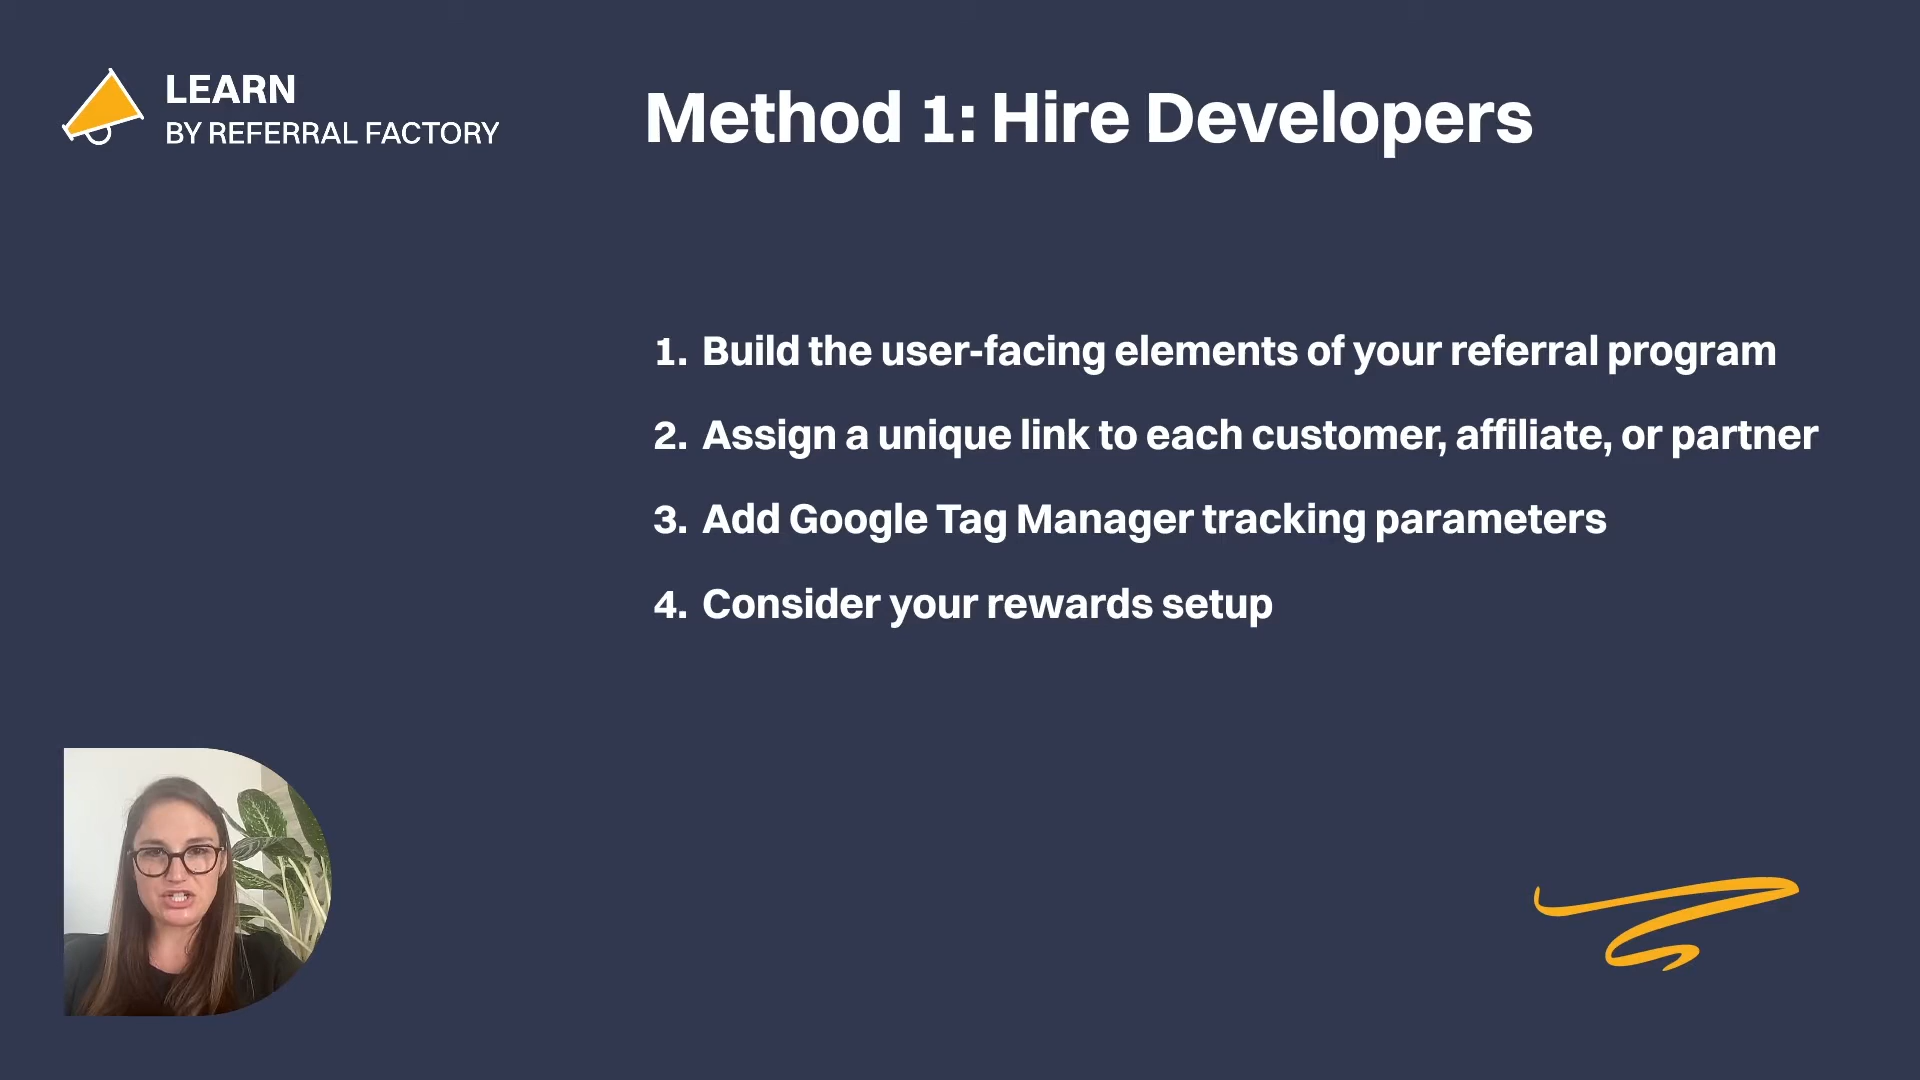 LEARN
BY REFERRAL FACTORY
Method 1: Hire Developers
1. Build the user-facing elements of your referral program
2. Assign a unique link to each customer, affiliate, or partner
3. Add Google Tag Manager tracking parameters
4. Consider your rewards setup